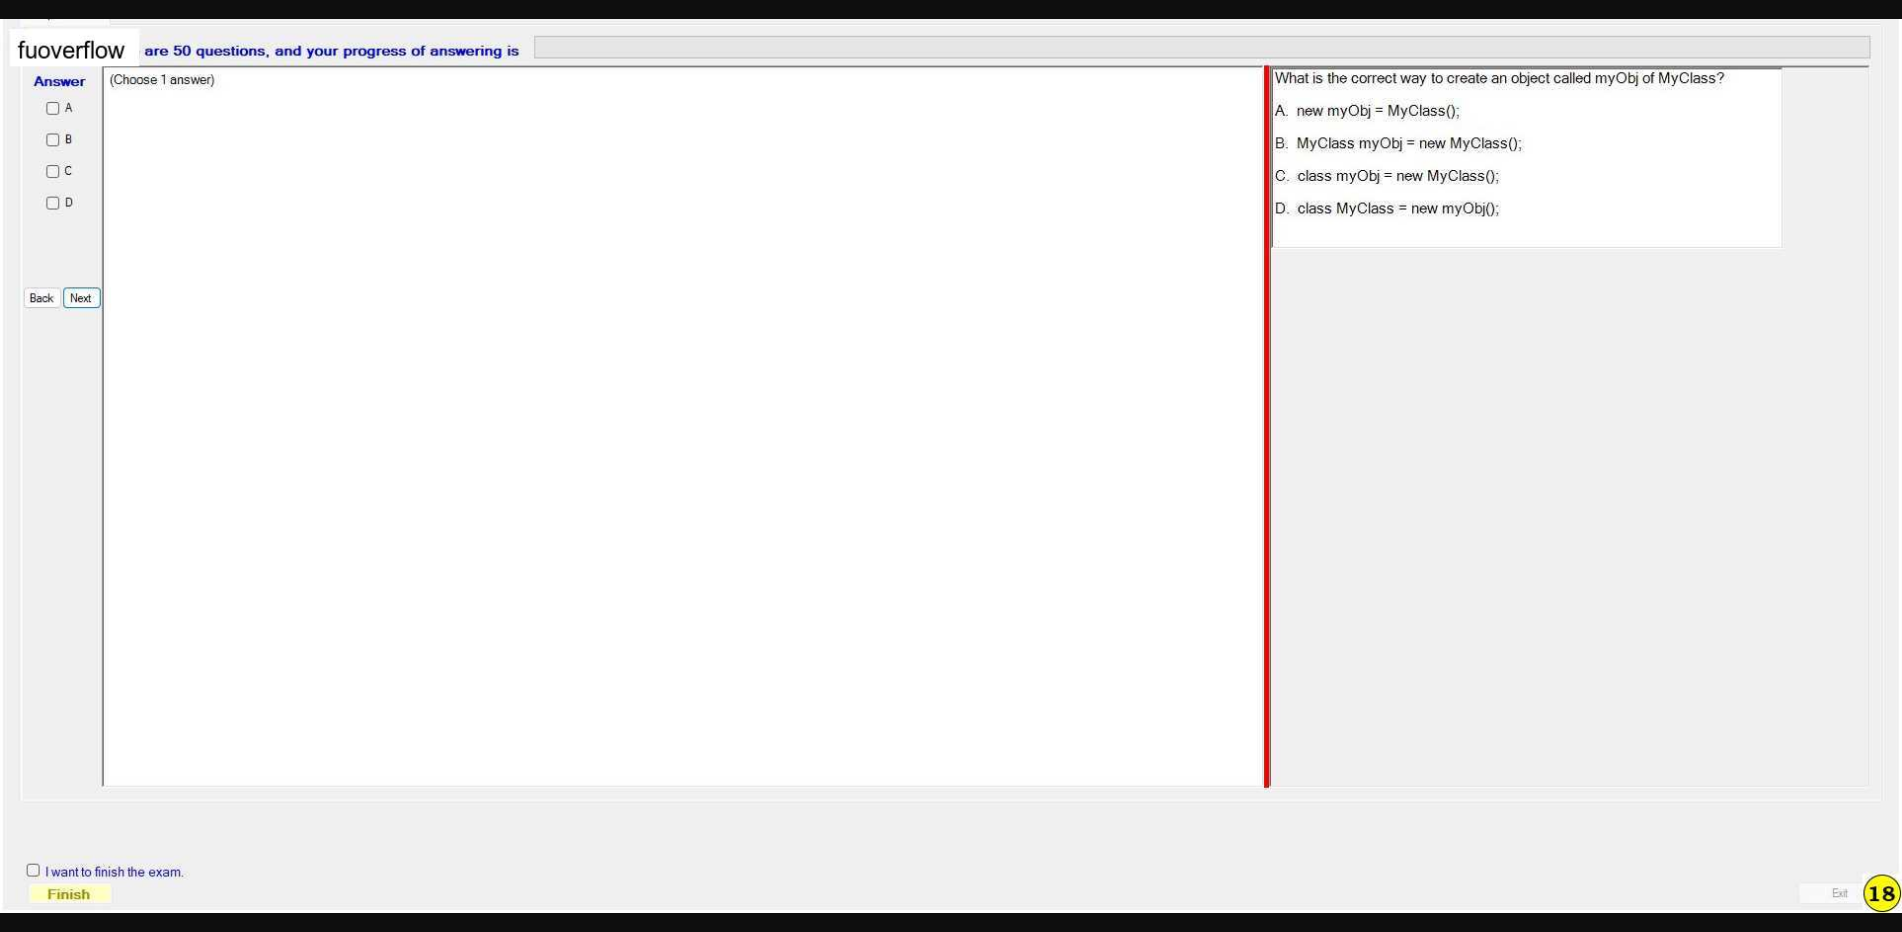 fuoverflow are 50 questions, and your progress of answering is
Answer
(Choose 1 answer)
A
B
C
D
Back Next
What is the correct way to create an object called myObj of MyClass?
A. new myObj = MyClass();
B. MyClass myObj = new MyClass();
C. class myObj = new MyClass();
D. class MyClass = new myObj();
I want to finish the exam.
Finish
Exit
18